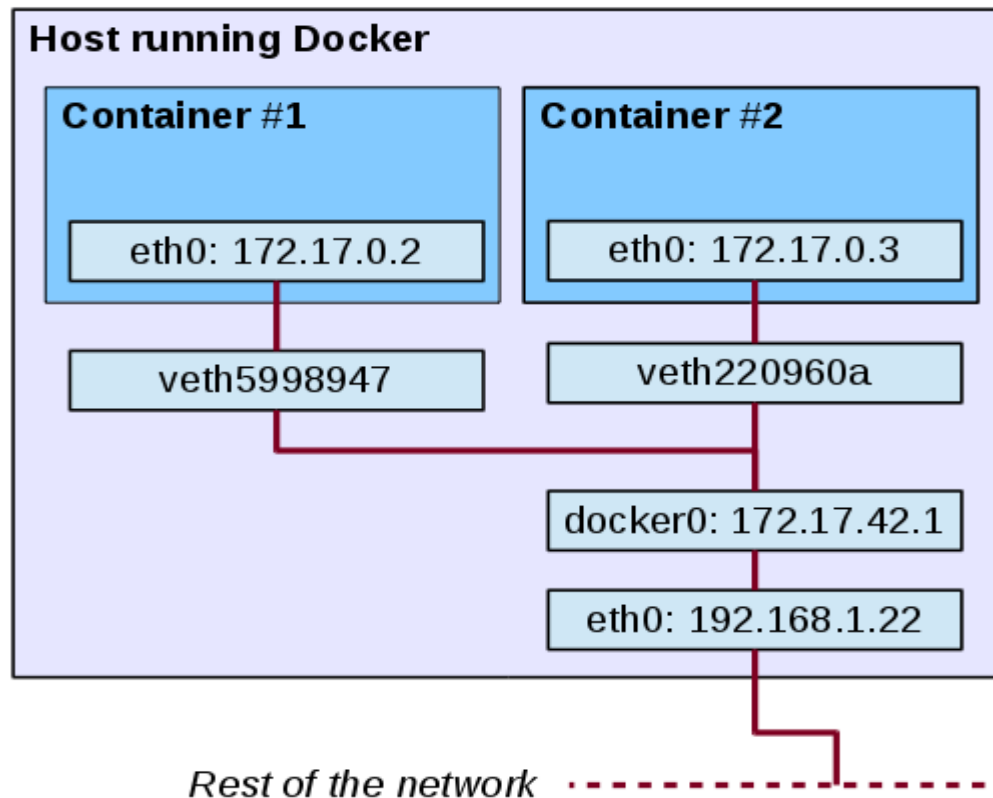 Host running Docker
Container #1
Container #2
eth0: 172.17.0.2
eth0: 172.17.0.3
veth5998947
veth220960a
docker0: 172.17.42.1
eth0: 192.168.1.22
Rest of the network